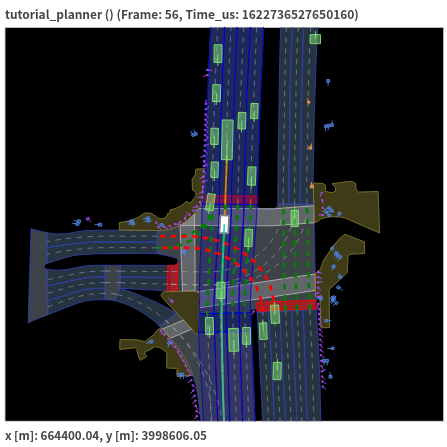 tutorial_planner () (Frame: 56, Time_us: 1622736527650160)
x [m]: 664400.04, y [m]: 3998606.05